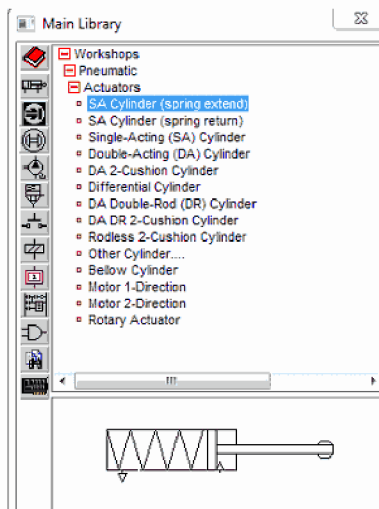 Main Library
Workshops
Pneumatic
Actuators
SA Cylinder (spring extend)
SA Cylinder (spring return)
Single-Acting (SA) Cylinder
Double-Acting (DA) Cylinder
DA 2-Cushion Cylinder
Differential Cylinder
DA Double-Rod (DR) Cylinder
DA DR 2-Cushion Cylinder
Rodless 2-Cushion Cylinder
Other Cylinder....
Bellow Cylinder
Motor 1-Direction
Motor 2-Direction
Rotary Actuator